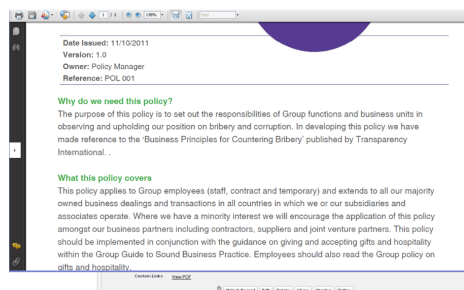 1 / 3 100% Find
Date Issued: 11/10/2011
Version: 1.0
Owner: Policy Manager
Reference: POL 001
Why do we need this policy?
The purpose of this policy is to set out the responsibilities of Group functions and business units in
observing and upholding our position on bribery and corruption. In developing this policy we have
made reference to the 'Business Principles for Countering Bribery' published by Transparency
International. .
What this policy covers
This policy applies to Group employees (staff, contract and temporary) and extends to all our majority
owned business dealings and transactions in all countries in which we or our subsidiaries and
associates operate. Where we have a minority interest we will encourage the application of this policy
amongst our business partners including contractors, suppliers and joint venture partners. This policy
should be implemented in conjunction with the guidance on giving and accepting gifts and hospitality
within the Group Guide to Sound Business Practice. Employees should also read the Group policy on
gifts and hospitality.
Custom Links View PDF